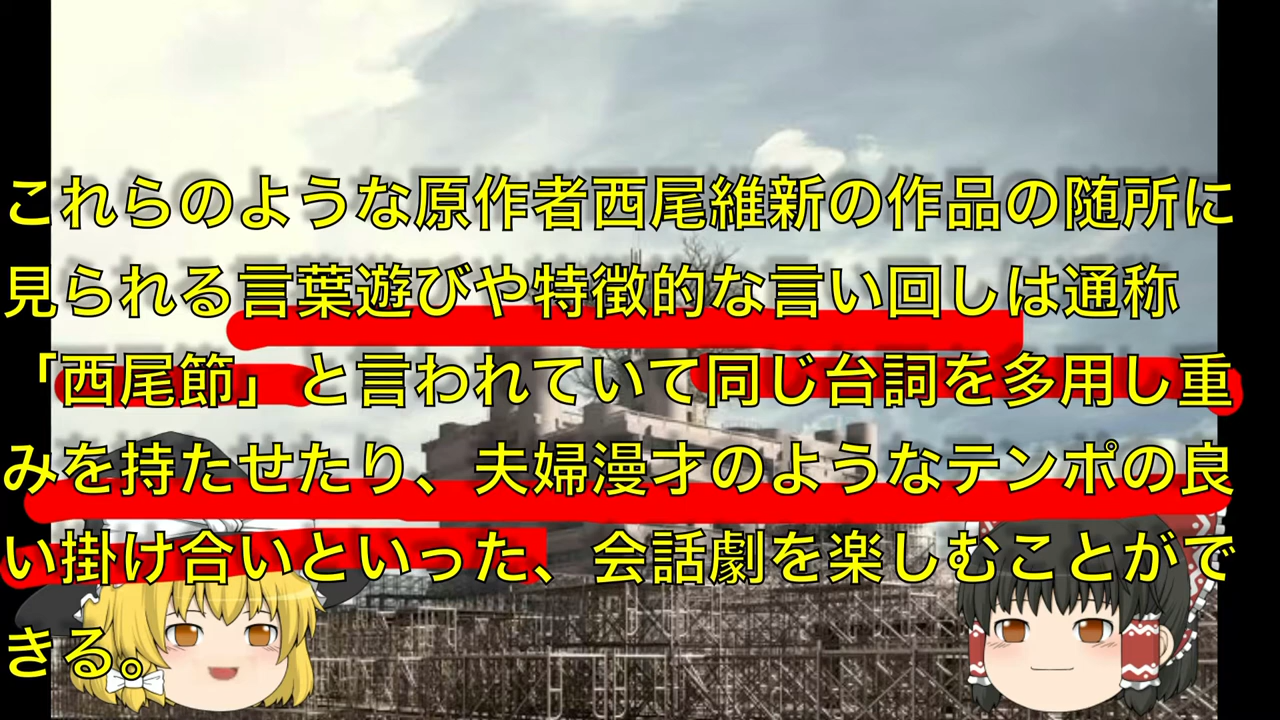 これらのような原作者西尾維新の作品の随所に
見られる言葉遊びや特徴的な言い回しは通称
「西尾節」と言われていて同じ台詞を多用し重
みを持たせたり、夫婦漫才のようなテンポの良
い掛け合いといった、会話劇を楽しむことがで
きる。